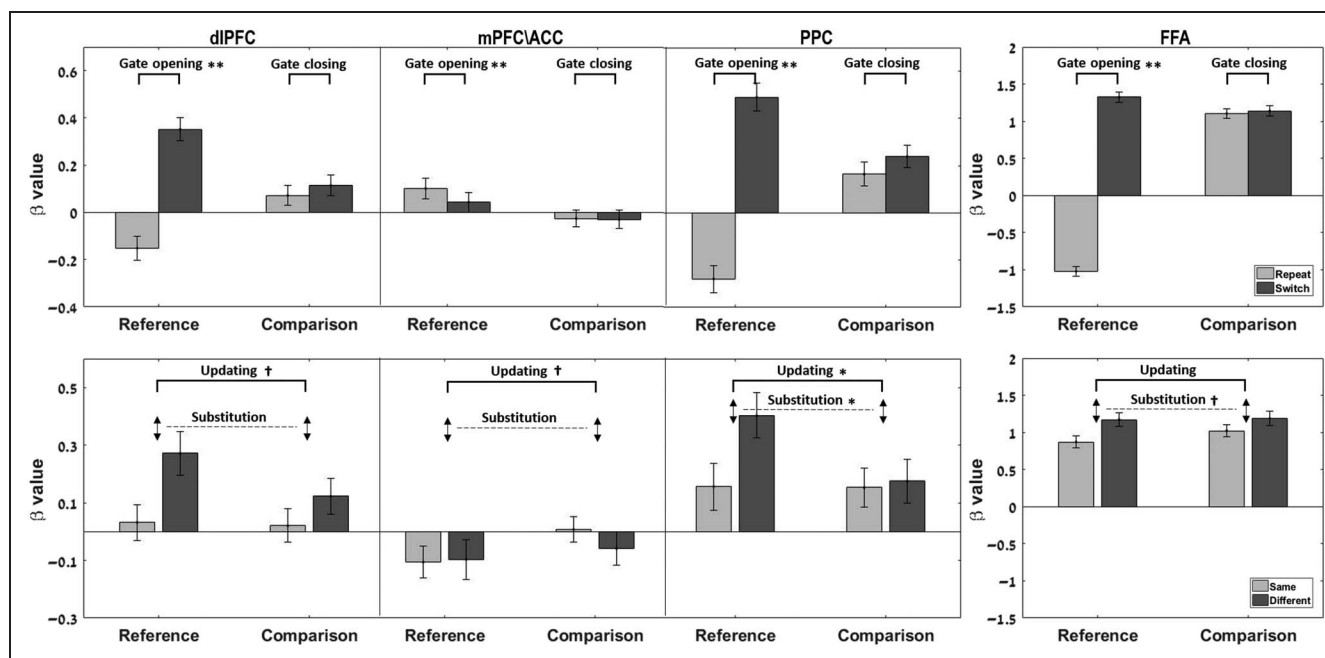 dlPFC mPFC\ACC PPC FFA
Gate opening ** Gate closing Gate opening ** Gate closing Gate opening ** Gate closing Gate opening ** Gate closing
0.6
0.4
0.2
0
−0.2
−0.4
β value
2
1.5
1
0.5
0
−0.5
−1
−1.5
β value
Repeat
Switch
Reference Comparison Reference Comparison Reference Comparison Reference Comparison
Updating † Updating † Updating * Updating
Substitution Substitution Substitution * Substitution †
0.5
0.3
0.1
−0.1
−0.3
β value
2
1.5
1
0.5
0
−0.5
−1
−1.5
β value
Same
Different
Reference Comparison Reference Comparison Reference Comparison Reference Comparison